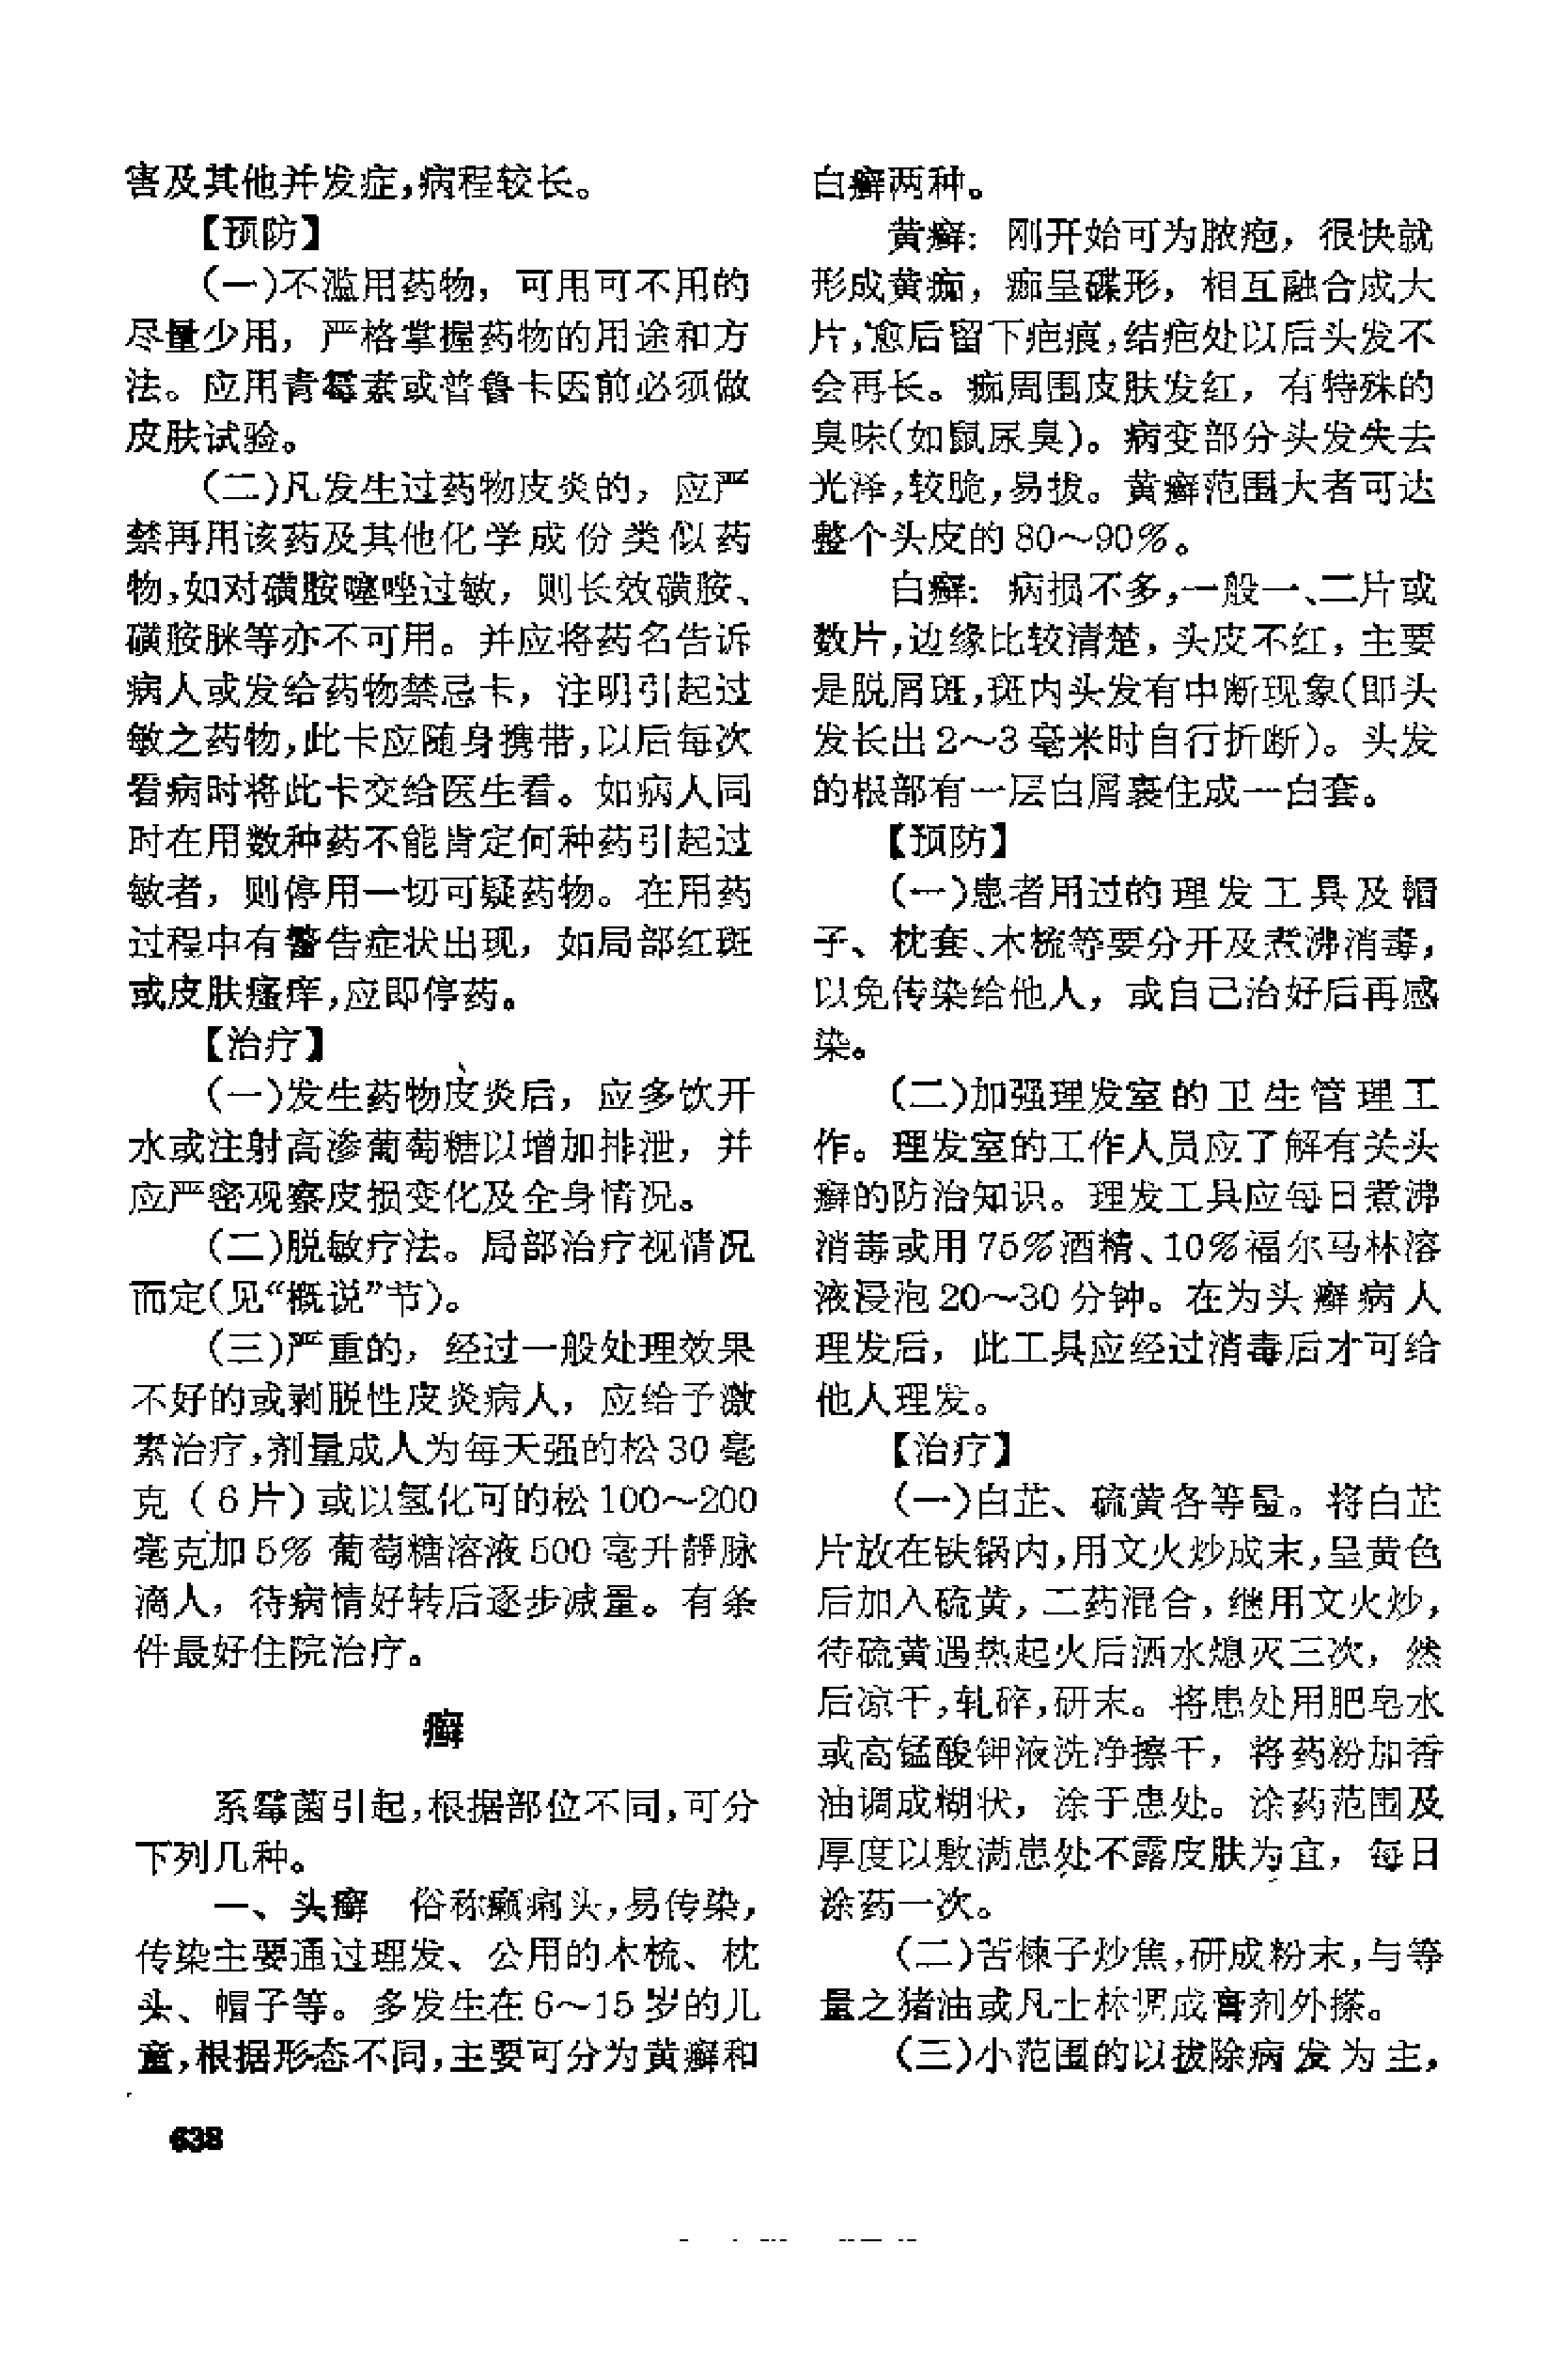 害及其他并发症,病程较长。
【预防】
(一)不滥用药物，可用可不用的
尽量少用，严格掌握药物的用途和方
法。应用青霉素或普鲁卡因前必须做
皮肤试验。
(二)凡发生过药物皮炎的，应严
禁再用该药及其他化学成份类似药
物,如对磺胺噻唑过敏，则长效磺胺、
磺胺脒等亦不可用。并应将药名告诉
病人或发给药物禁忌卡，注明引起过
敏之药物,此卡应随身携带,以后每次
看病时将此卡交给医生看。如病人同
时在用数种药不能肯定何种药引起过
敏者，则停用一切可疑药物。在用药
过程中有警告症状出现，如局部红斑
或皮肤瘙痒,应即停药。
【治疗】
(一)发生药物皮炎后，应多饮开
水或注射高渗葡萄糖以增加排泄，并
应严密观察皮损变化及全身情况。
(二)脱敏疗法。局部治疗视情况
而定(见“概说”节)。
(三)严重的，经过一般处理效果
不好的或剥脱性皮炎病人，应给予激
素治疗,剂量成人为每天强的松30毫
克（6片）或以氢化可的松100～200
毫克加5% 葡萄糖溶液500毫升静脉
滴人，待病情好转后逐步减量。有条
件最好住院治疗。
癣
系霉菌引起,根据部位不同,可分
下列几种。
一、头癣　俗称癞痢头,易传染，
传染主要通过理发、公用的木梳、枕
头、帽子等。多发生在6～15岁的儿
童,根据形态不同,主要可分为黄癣和
638
白癣两种。
黄癣：刚开始可为脓疱，很快就
形成黄痂，痂呈碟形，相互融合成大
片,愈后留下疤痕,结疤处以后头发不
会再长。痂周围皮肤发红，有特殊的
臭味(如鼠尿臭)。病变部分头发失去
光泽,较脆,易拔。黄癣范围大者可达
整个头皮的80～90%。
白癣：病损不多,一般一、二片或
数片,边缘比较清楚，头皮不红，主要
是脱屑斑,斑内头发有中断现象(即头
发长出2～3毫米时自行折断)。头发
的根部有一层白屑裹住成一白套。
【预防】
(一)患者用过的理发工具及帽
子、枕套、木梳等要分开及煮沸消毒，
以免传染给他人，或自己治好后再感
染。
(二)加强理发室的卫生管理工
作。理发室的工作人员应了解有关头
癣的防治知识。理发工具应每日煮沸
消毒或用75%酒精、10%福尔马林溶
液浸泡20～30分钟。在为头癣病人
理发后，此工具应经过消毒后才可给
他人理发。
【治疗】
(一)白芷、硫黄各等量。将白芷
片放在铁锅内,用文火炒成末,呈黄色
后加入硫黄，二药混合，继用文火炒，
待硫黄遇热起火后洒水熄灭三次，然
后凉干,轧碎,研末。将患处用肥皂水
或高锰酸钾液洗净擦干，将药粉加香
油调成糊状，涂于患处。涂药范围及
厚度以敷满患处不露皮肤为宜，每日
涂药一次。
(二)苦楝子炒焦,研成粉末,与等
量之猪油或凡士林调成膏剂外搽。
(三)小范围的以拔除病发为主，